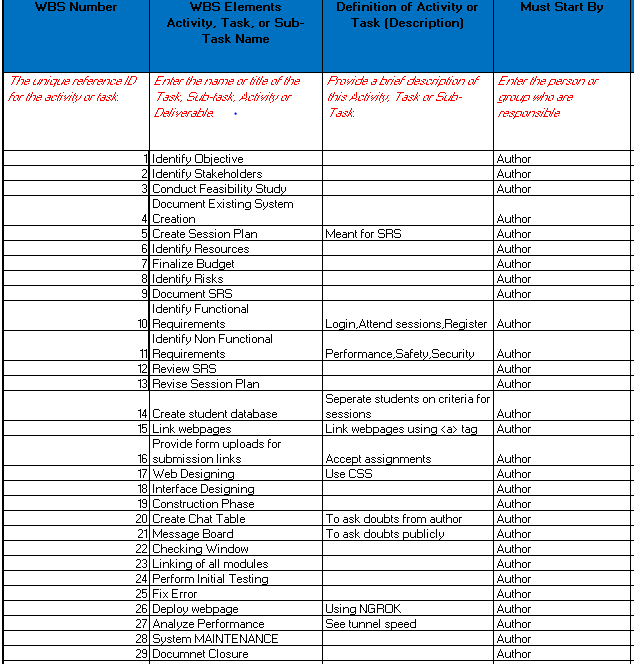 WBS Number WBS Elements Definition of Activity or Must Start By
Activity, Task, or Sub- Task (Description)
Task Name
The unique reference ID Enter the name or title of the Provide a brief description of Enter the person or
for the activity or task. Task, Sub-task, Activity or this Activity, Task or Sub- group who are
Deliverable. Task. responsible
1 Identify Objective Author
2 Identify Stakeholders Author
3 Conduct Feasibility Study Author
Document Existing System
4 Creation Author
5 Create Session Plan Meant for SRS Author
6 Identify Resources Author
7 Finalize Budget Author
8 Identify Risks Author
9 Document SRS Author
Identify Functional
10 Requirements Login,Attend sessions,Register Author
Identify Non Functional
11 Requirements Performance,Safety,Security Author
12 Review SRS Author
13 Revise Session Plan Author
Seperate students on criteria for
14 Create student database sessions Author
15 Link webpages Link webpages using <a> tag Author
Provide form uploads for
16 submission links Accept assignments Author
17 Web Designing Use CSS Author
18 Interface Designing Author
19 Construction Phase Author
20 Create Chat Table To ask doubts from author Author
21 Message Board To ask doubts publicly Author
22 Checking Window Author
23 Linking of all modules Author
24 Perform Initial Testing Author
25 Fix Error Author
26 Deploy webpage Using NGROK Author
27 Analyze Performance See tunnel speed Author
28 System MAINTENANCE Author
29 Documnet Closure Author